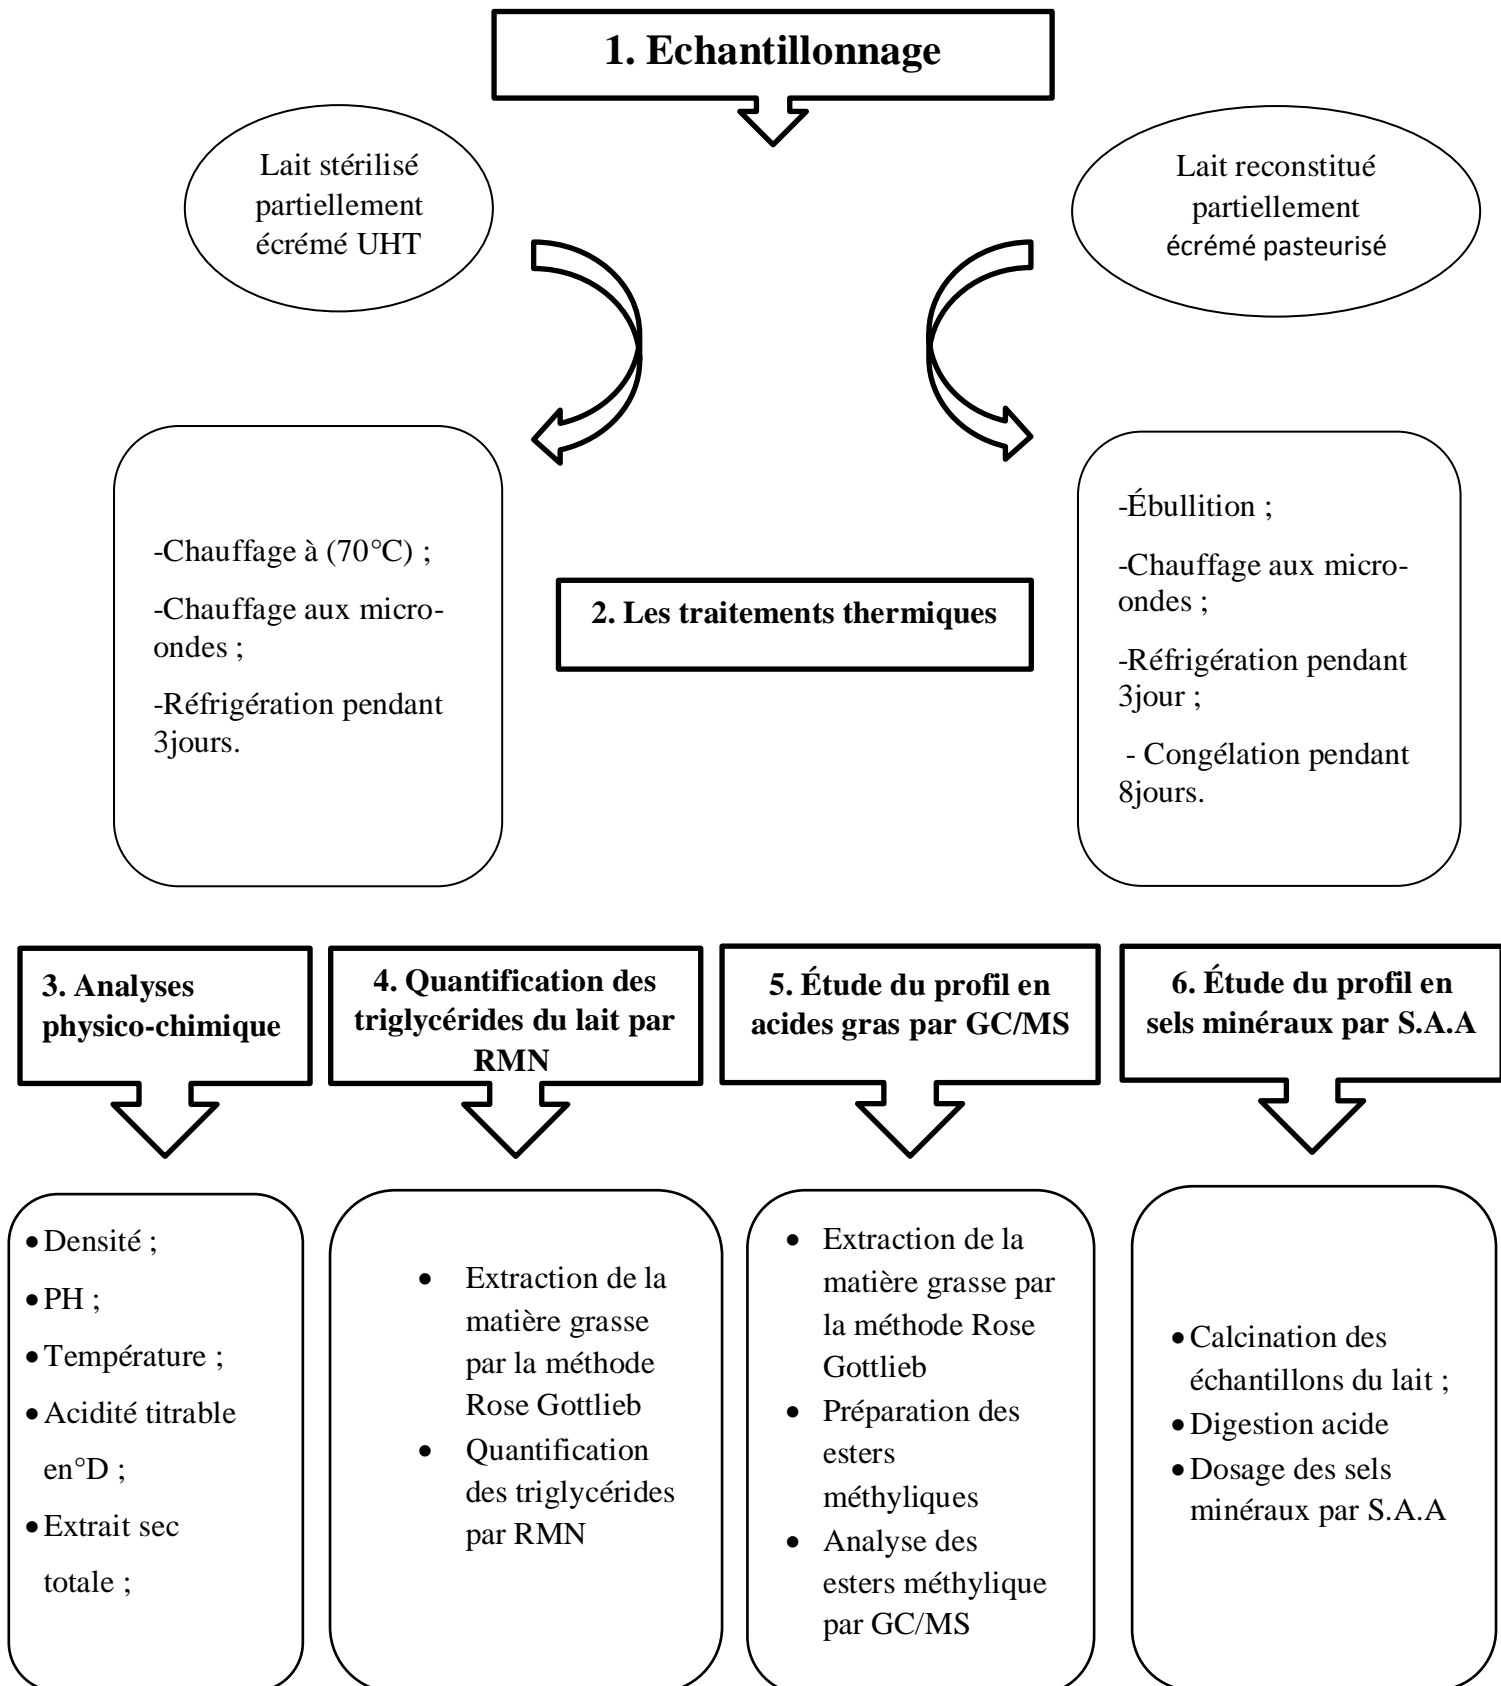 1. Echantillonnage
Lait stérilisé
partiellement
écrémé UHT
Lait reconstitué
partiellement
écrémé pasteurisé
-Chauffage à (70°C) ;
-Chauffage aux micro-
ondes ;
-Réfrigération pendant
3jours.
2. Les traitements thermiques
-Ébullition ;
-Chauffage aux micro-
ondes ;
-Réfrigération pendant
3jour ;
- Congélation pendant
8jours.
3. Analyses
physico-chimique
4. Quantification des
triglycérides du lait par
RMN
5. Étude du profil en
acides gras par GC/MS
6. Étude du profil en
sels minéraux par S.A.A
•Densité ;
•PH ;
•Température ;
•Acidité titrable
en°D ;
•Extrait sec
totale ;
• Extraction de la
matière grasse
par la méthode
Rose Gottlieb
• Quantification
des triglycérides
par RMN
• Extraction de la
matière grasse par
la méthode Rose
Gottlieb
• Préparation des
esters
méthyliques
• Analyse des
esters méthylique
par GC/MS
•Calcination des
échantillons du lait ;
•Digestion acide
•Dosage des sels
minéraux par S.A.A